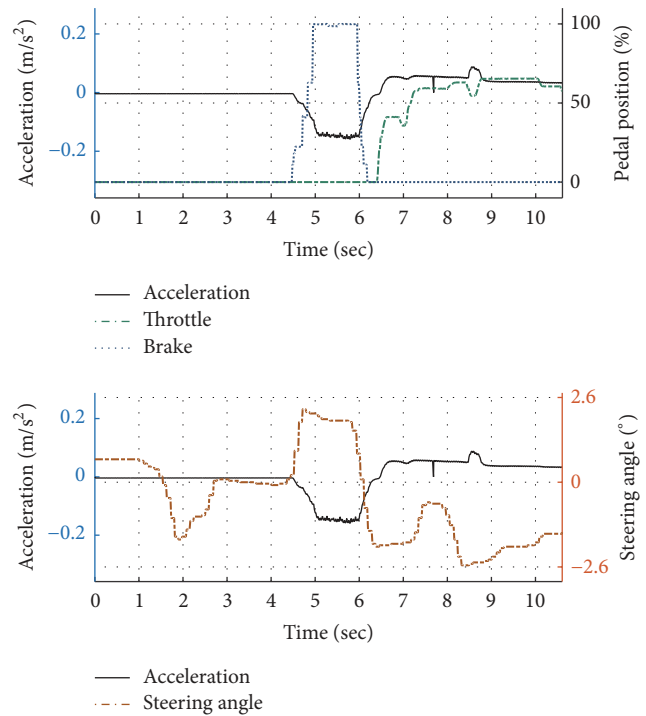 Acceleration (m/s²)
0.2
0
−0.2
100
50
0
Pedal position (%)
0 1 2 3 4 5 6 7 8 9 10
Time (sec)
Acceleration
Throttle
Brake
Acceleration (m/s²)
0.2
0
−0.2
2.6
0
−2.6
Steering angle (°)
0 1 2 3 4 5 6 7 8 9 10
Time (sec)
Acceleration
Steering angle